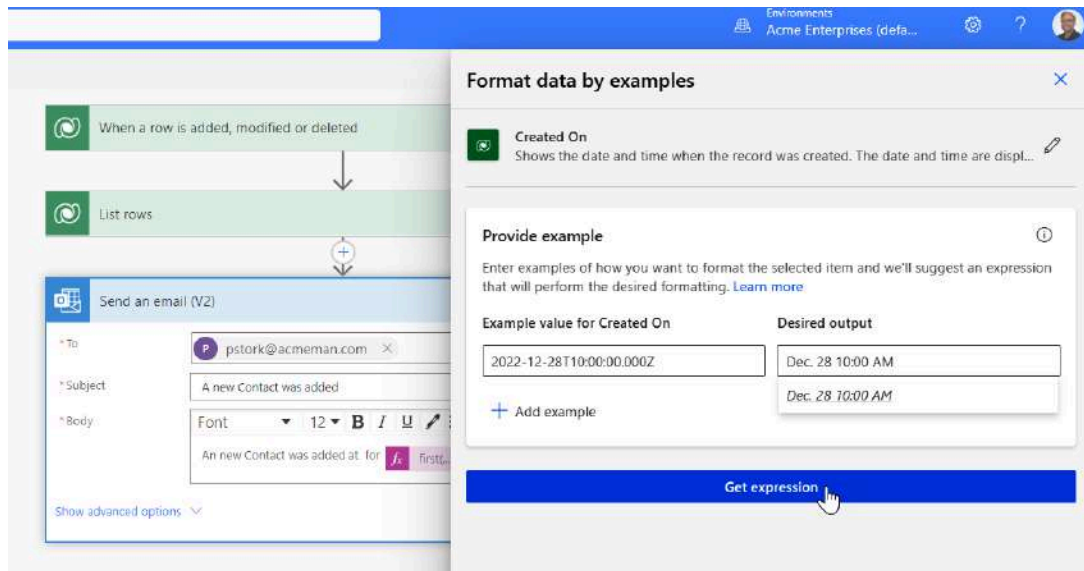 Environments
Acme Enterprises (defa...
?
Format data by examples
When a row is added, modified or deleted
Created On
Shows the date and time when the record was created. The date and time are displ...
List rows
Provide example
Enter examples of how you want to format the selected item and we'll suggest an expression
that will perform the desired formatting. Learn more
Send an email (V2)
Example value for Created On
Desired output
* To
P pstork@acmeman.com ×
2022-12-28T10:00:00.000Z
Dec. 28 10:00 AM
* Subject
A new Contact was added
Dec. 28 10:00 AM
+ Add example
* Body
Font 12 B I U
An new Contact was added at for fx first(...
Get expression
Show advanced options